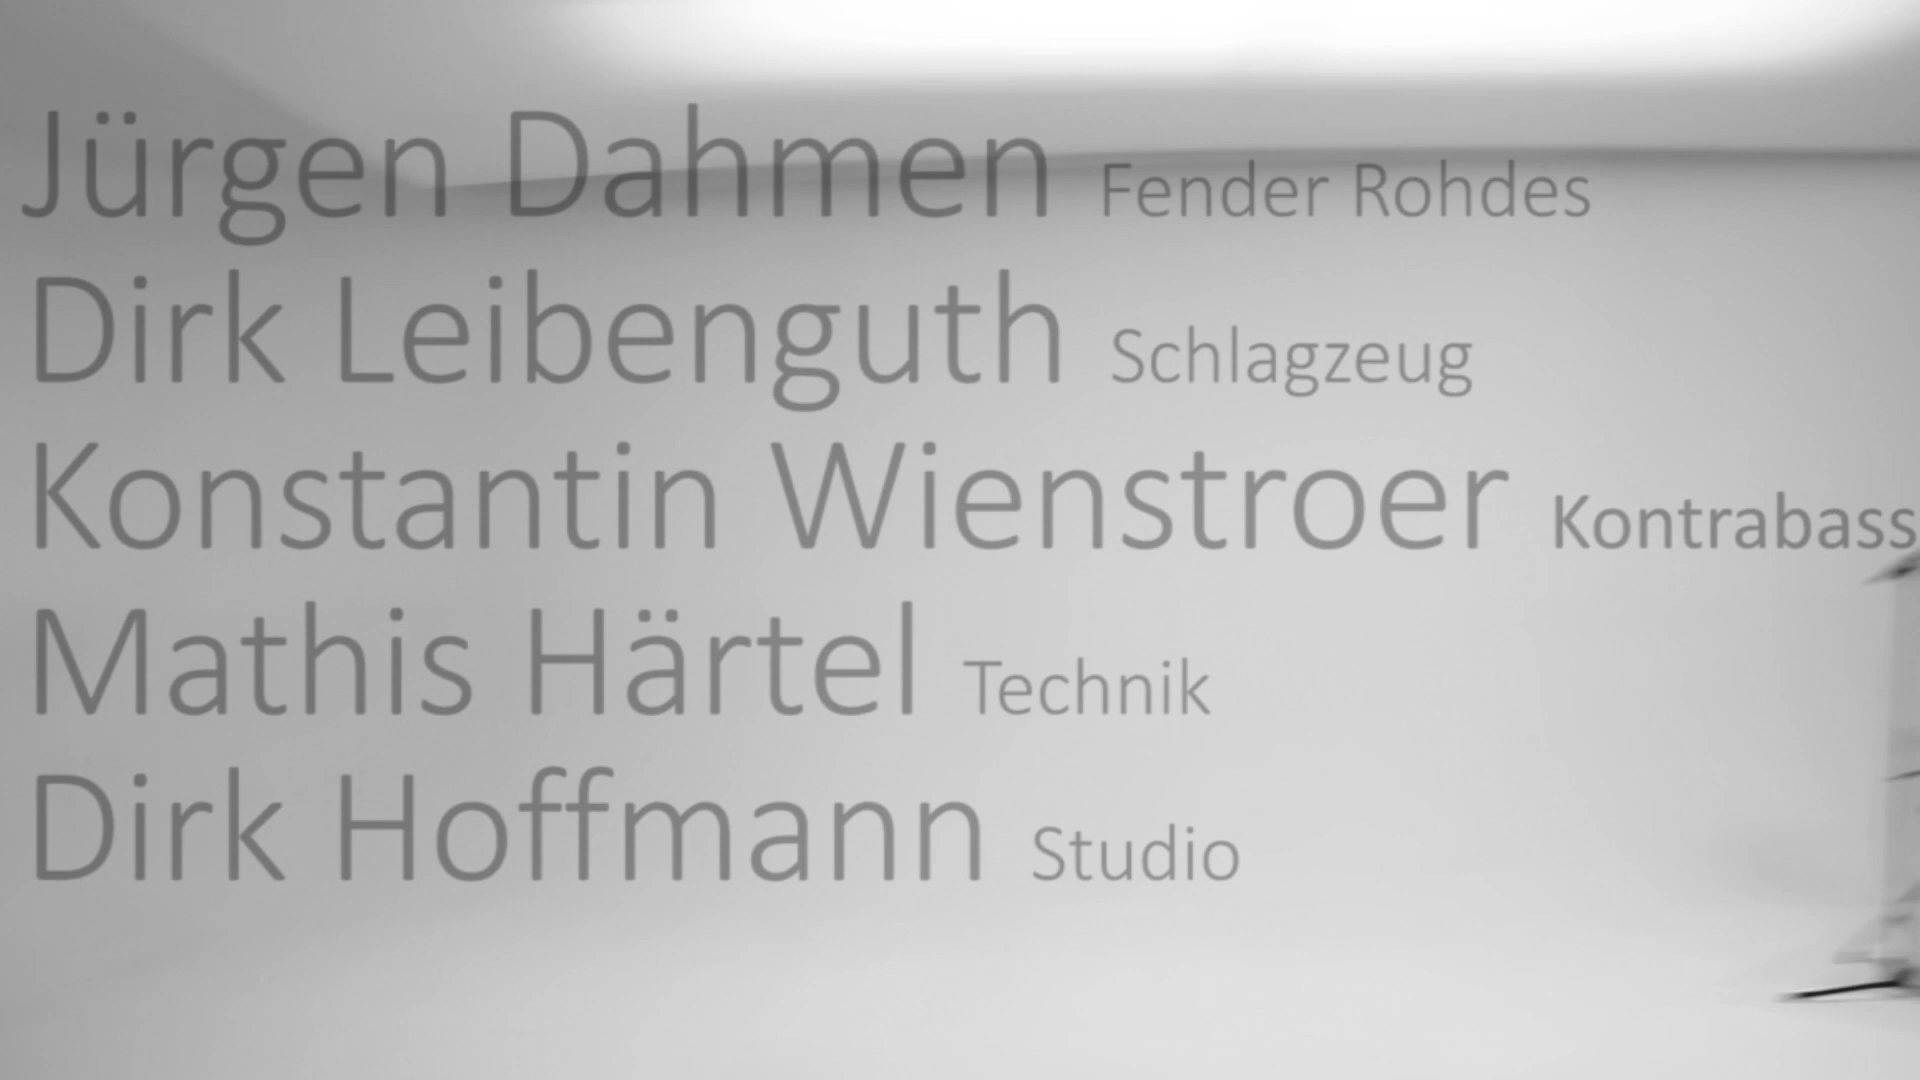 Jürgen Dahmen Fender Rohdes
Dirk Leibenguth Schlagzeug
Konstantin Wienstroer Kontrabass
Mathis Härtel Technik
Dirk Hoffmann Studio